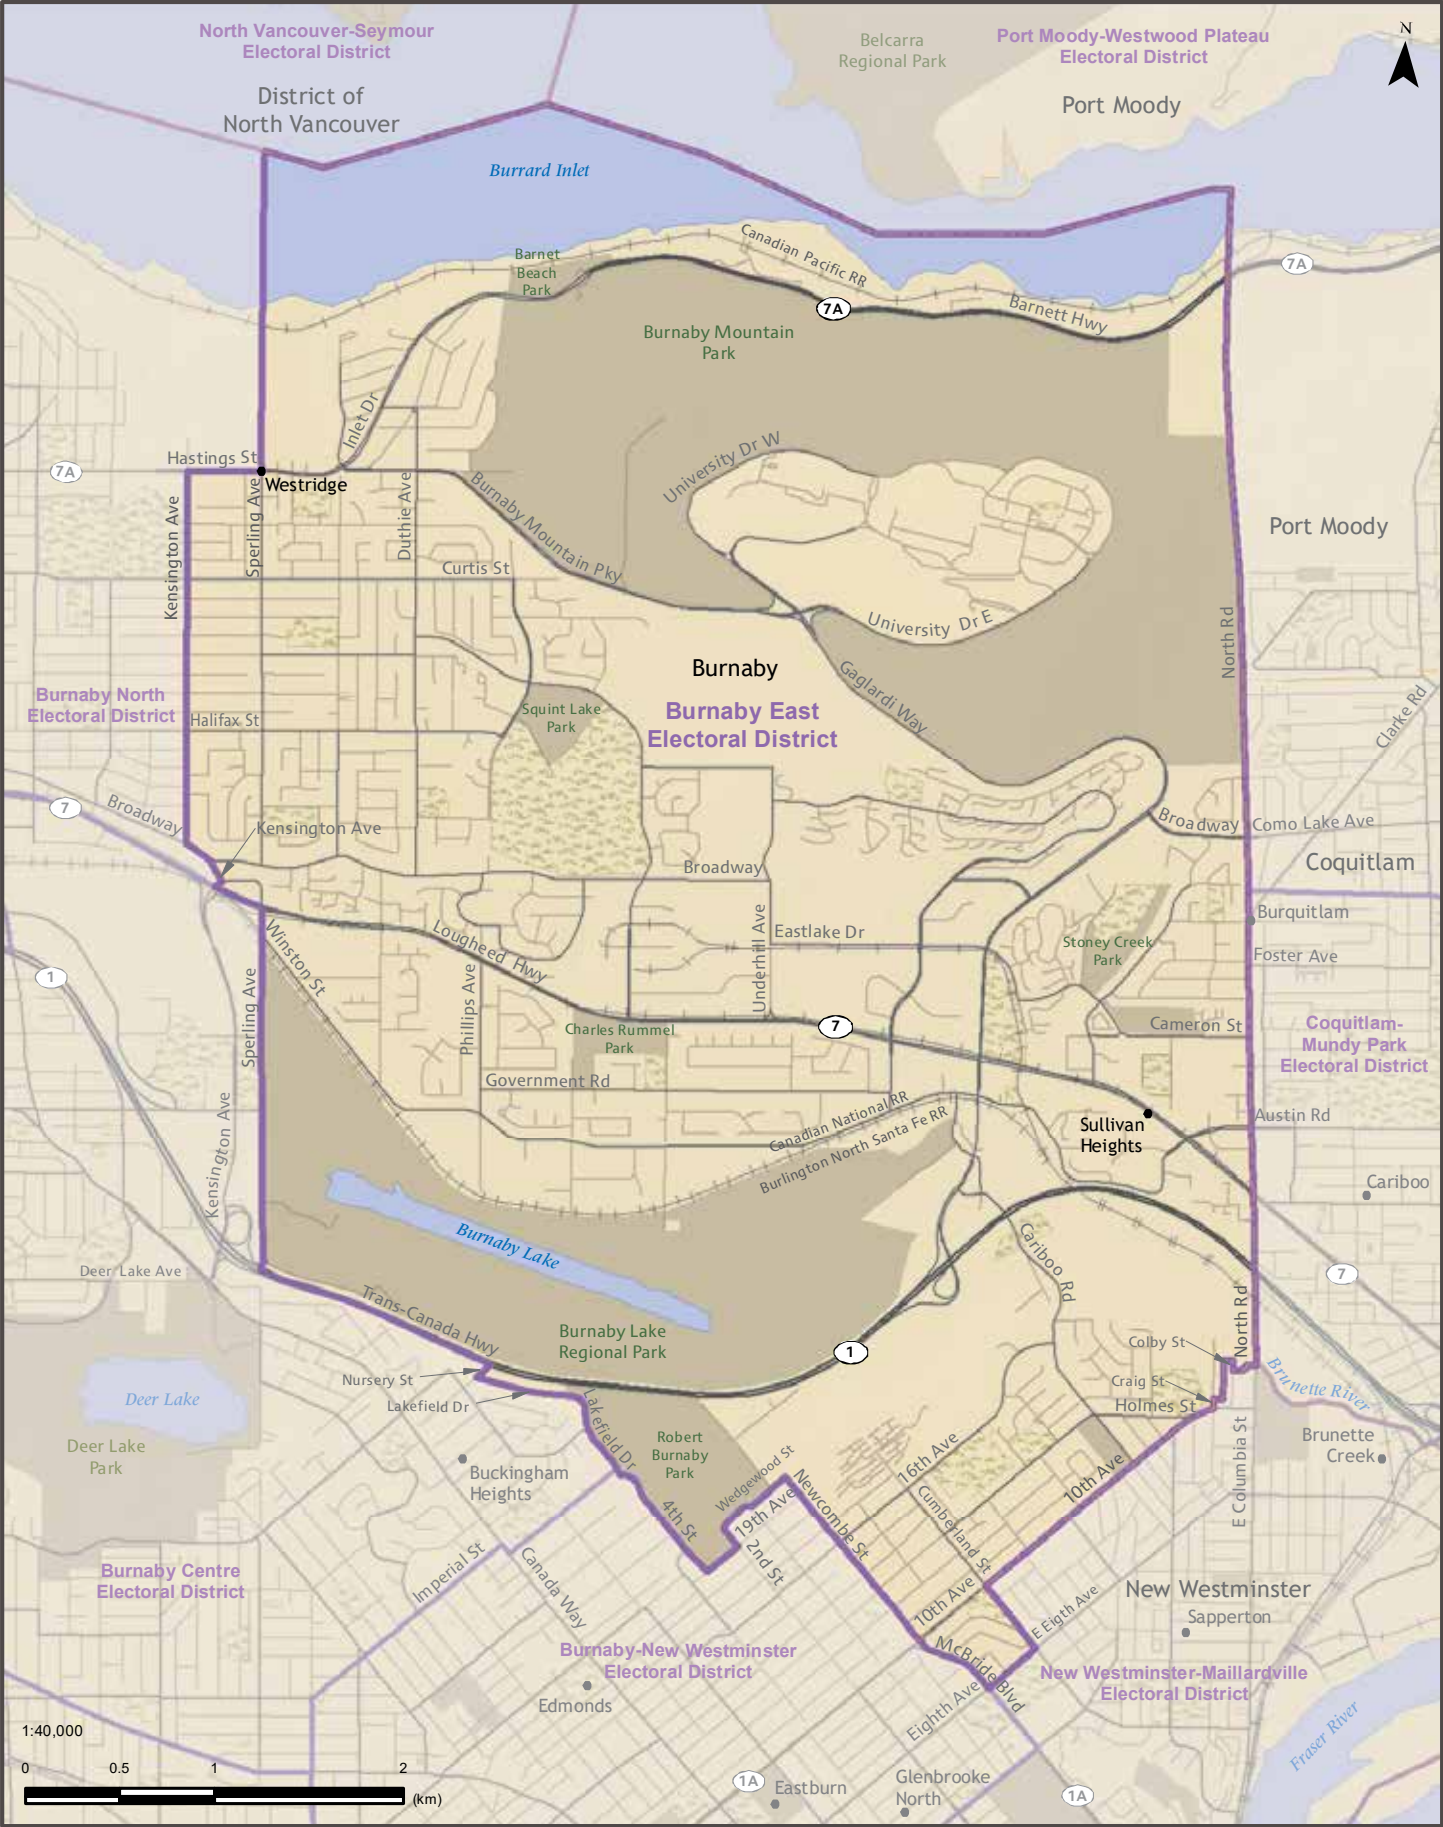 North Vancouver-Seymour
Electoral District
Belcarra
Regional Park
Port Moody-Westwood Plateau
Electoral District
N
District of
North Vancouver
Port Moody
Burrard Inlet
Canadian Pacific RR
Barnet
Beach
Park
7A
7A
Barnett Hwy
Burnaby Mountain
Park
Inlet Dr
University Dr W
Hastings St
7A
Westridge
Kensington Ave
Sperling Ave
Duthie Ave
Burnaby Mountain Pky
Port Moody
Curtis St
University Dr E
North Rd
Burnaby
Gaglardi Way
Burnaby North
Electoral District
Halifax St
Squint Lake
Park
Burnaby East
Electoral District
Clarke Rd
7
Broadway
Kensington Ave
Broadway
Como Lake Ave
Broadway
Coquitlam
Burquitlam
Winston St
Lougheed Hwy
Underhill Ave
Eastlake Dr
Stoney Creek
Park
Foster Ave
1
Sperling Ave
Phillips Ave
Charles Rummel
Park
7
Cameron St
Coquitlam-
Mundy Park
Electoral District
Government Rd
Canadian National RR
Burlington North Santa Fe RR
Sullivan
Heights
Austin Rd
Kensington Ave
Cariboo
Burnaby Lake
Cariboo Rd
Deer Lake Ave
7
Trans-Canada Hwy
Burnaby Lake
Regional Park
1
North Rd
Colby St
Nursery St
Craig St
Brunette River
Deer Lake
Lakefield Dr
Holmes St
Lakefield Dr
Deer Lake
Park
Robert
Burnaby
Park
E Columbia St
Brunette
Creek
Buckingham
Heights
Wedgewood St
16th Ave
10th Ave
4th St
19th Ave
2nd St
Newcombe St
Cumberland St
Burnaby Centre
Electoral District
Imperial St
Canada Way
10th Ave
E Eigth Ave
New Westminster
Sapperton
Burnaby-New Westminster
Electoral District
McBride Blvd
New Westminster-Maillardville
Electoral District
Edmonds
Eighth Ave
Fraser River
1:40,000
0 0.5 1 2
(km)
1A
Eastburn
Glenbrooke
North
1A